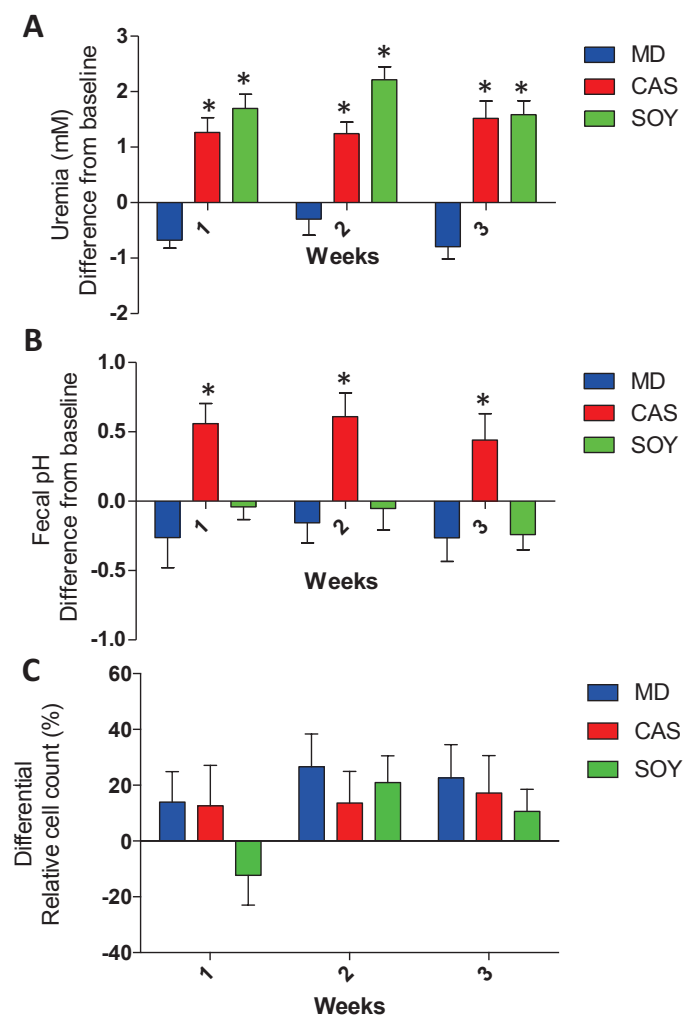 A
Uremia (mM)
Difference from baseline
3
2
1
0
-1
-2
* * * * * *
1 2 3
Weeks
MD
CAS
SOY
B
Fecal pH
Difference from baseline
1.0
0.5
0.0
-0.5
-1.0
* * *
1 2 3
Weeks
MD
CAS
SOY
C
Differential
Relative cell count (%)
60
40
20
0
-20
-40
1 2 3
Weeks
MD
CAS
SOY